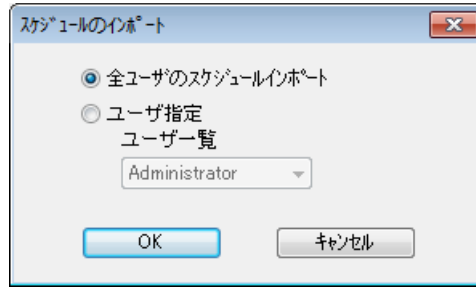 スケジュールのインポート
全ユーザのスケジュールインポート
ユーザ指定
ユーザ一覧
Administrator
OK
キャンセル